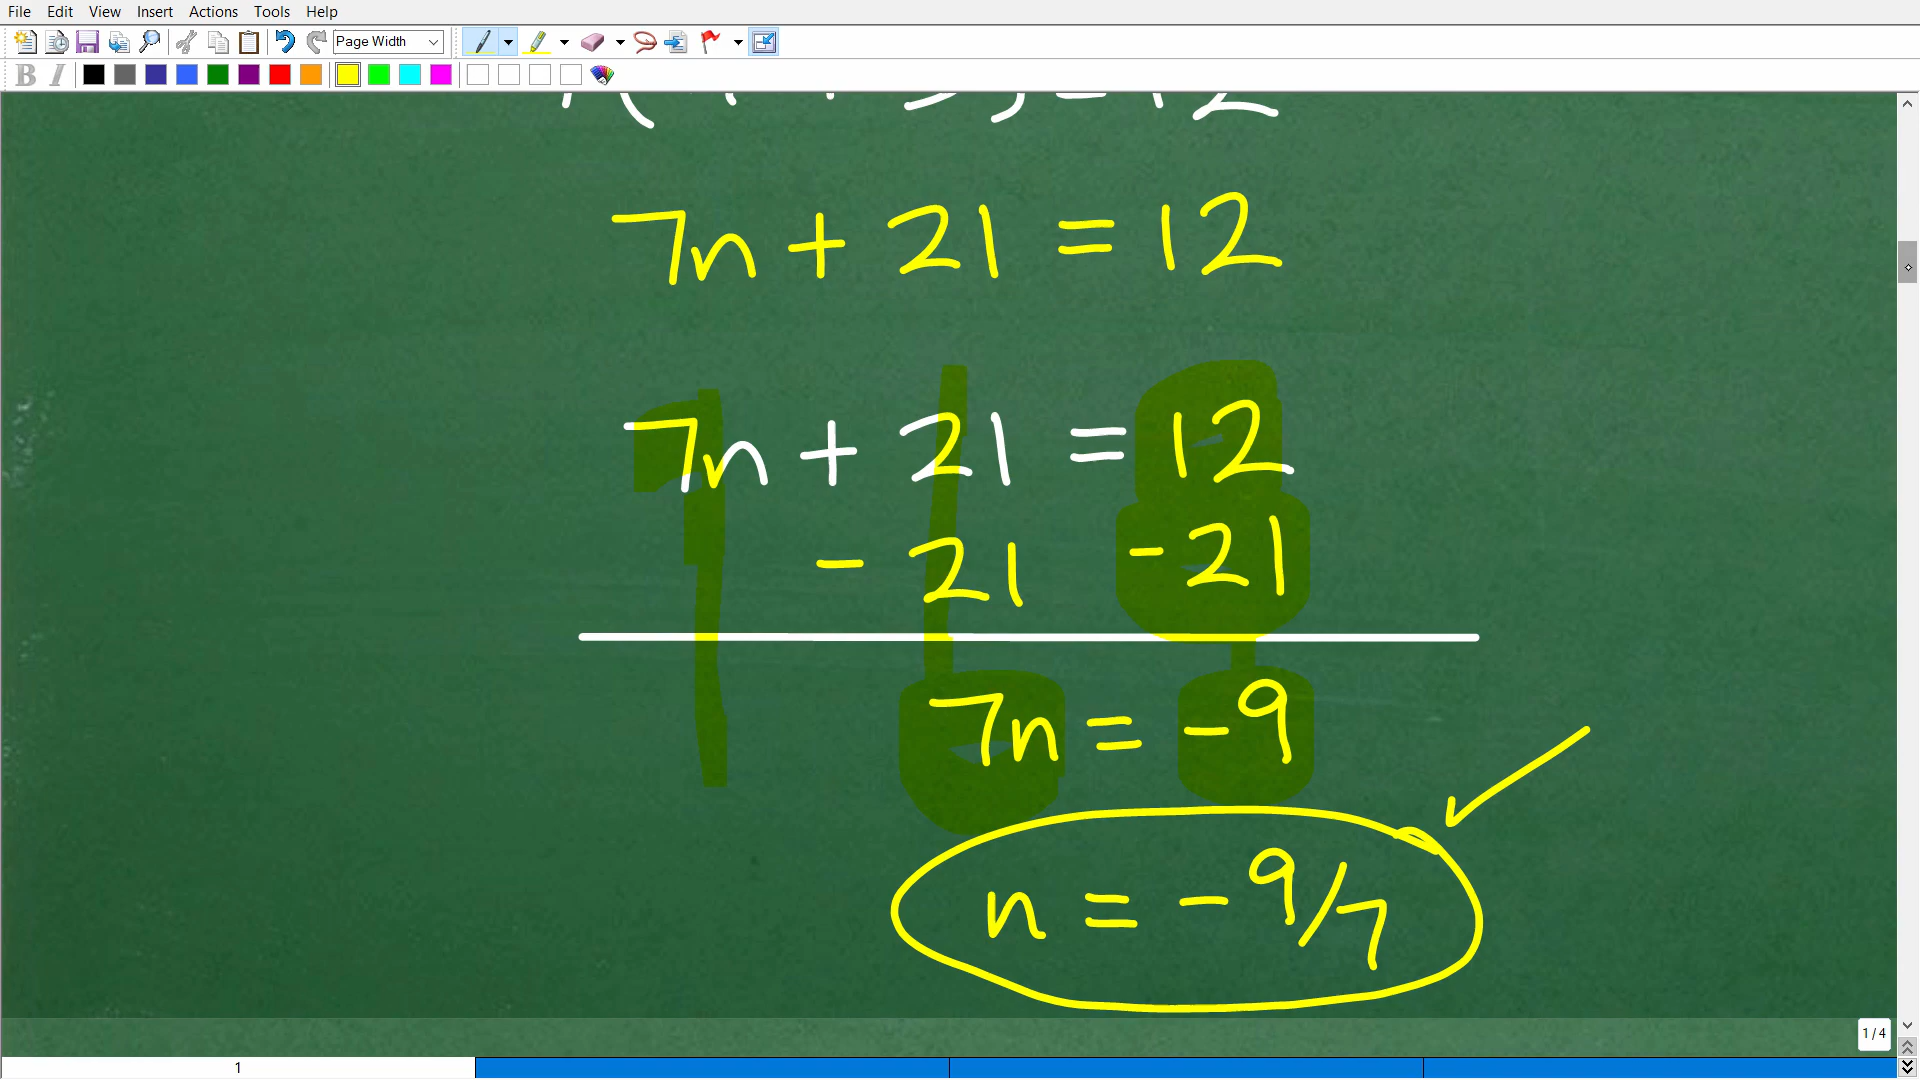 File Edit View Insert Actions Tools Help
Page Width
B I
7n + 21 = 12
7n + 21 = 12
- 21 - 21
7n = - 9
n = - 9/7
1 / 4
1